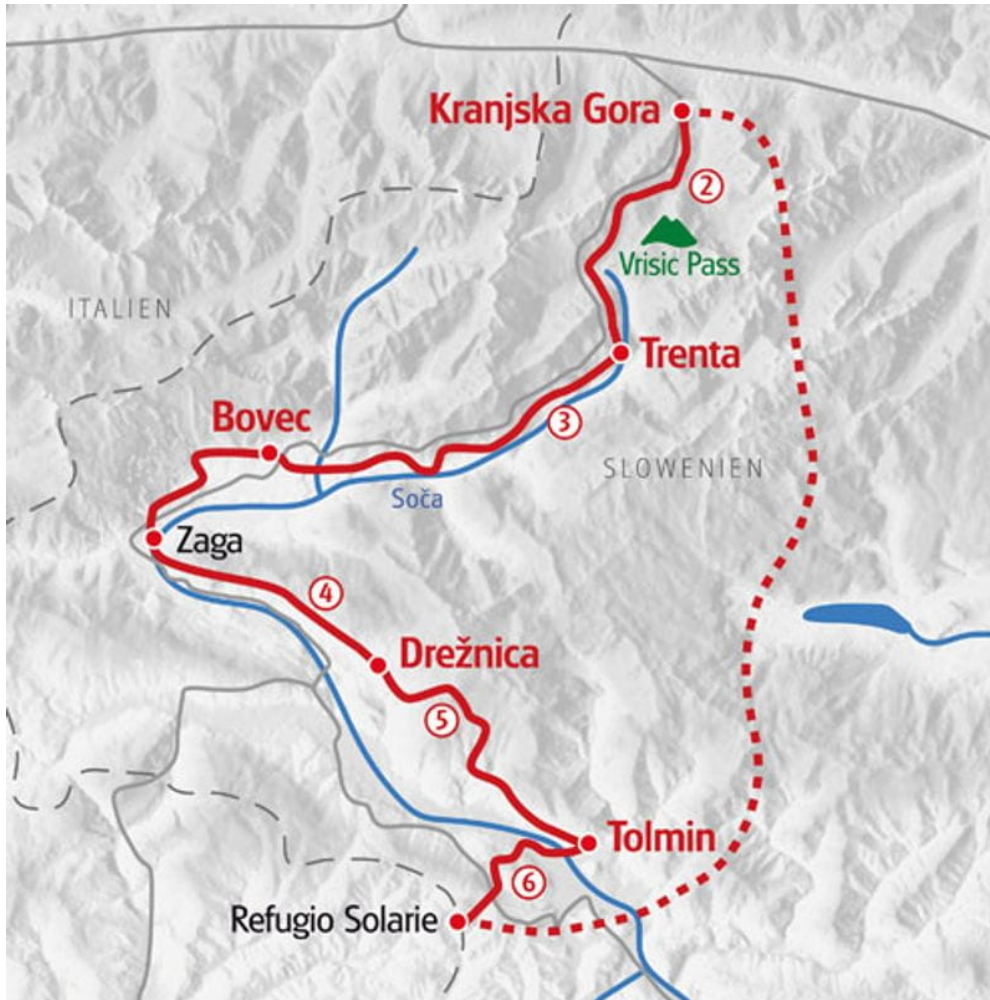 Kranjska Gora
2
Vrisic Pass
ITALIEN
Trenta
Bovec
3
SLOWENIEN
Soča
Zaga
4
Drežnica
5
Tolmin
6
Refugio Solarie